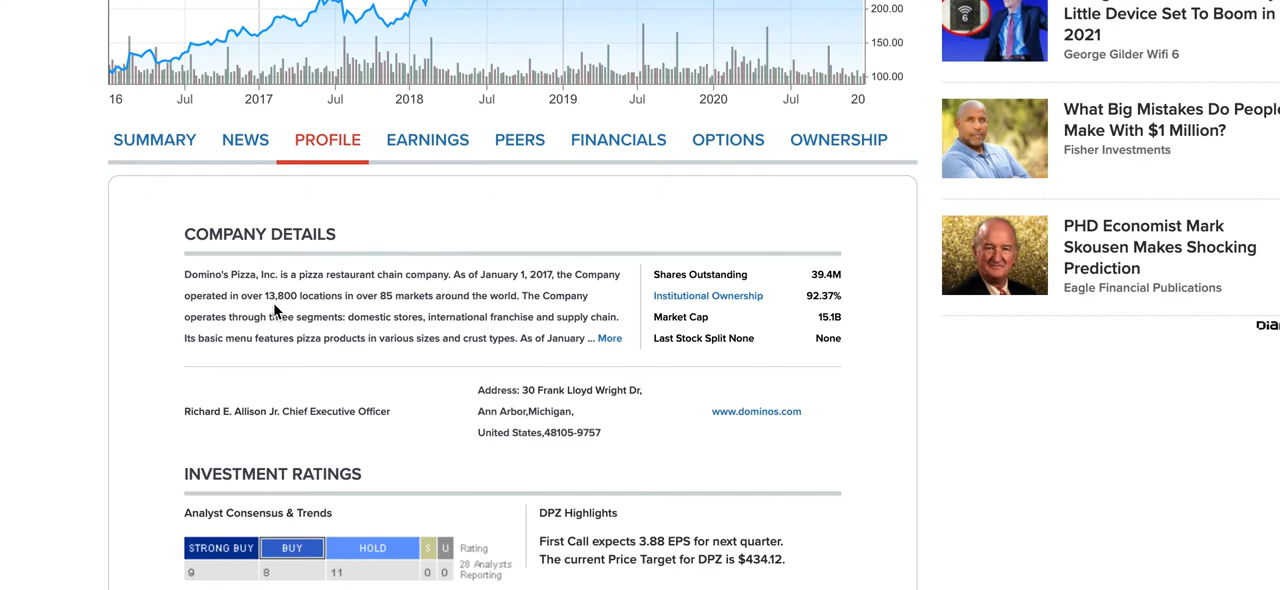 200.00
150.00
100.00
16 Jul 2017 Jul 2018 Jul 2019 Jul 2020 Jul 20
SUMMARY NEWS PROFILE EARNINGS PEERS FINANCIALS OPTIONS OWNERSHIP
COMPANY DETAILS
Domino's Pizza, Inc. is a pizza restaurant chain company. As of January 1, 2017, the Company
operated in over 13,800 locations in over 85 markets around the world. The Company
operates through three segments: domestic stores, international franchise and supply chain.
Its basic menu features pizza products in various sizes and crust types. As of January ... More
Shares Outstanding 39.4M
Institutional Ownership 92.37%
Market Cap 15.1B
Last Stock Split None None
Richard E. Allison Jr. Chief Executive Officer
Address: 30 Frank Lloyd Wright Dr,
Ann Arbor,Michigan,
United States,48105-9757
www.dominos.com
INVESTMENT RATINGS
Analyst Consensus & Trends
STRONG BUY BUY HOLD S U Rating
9 8 11 0 0 28 Analysts
Reporting
DPZ Highlights
First Call expects 3.88 EPS for next quarter.
The current Price Target for DPZ is $434.12.
6
Little Device Set To Boom in
2021
George Gilder Wifi 6
What Big Mistakes Do People
Make With $1 Million?
Fisher Investments
PHD Economist Mark
Skousen Makes Shocking
Prediction
Eagle Financial Publications